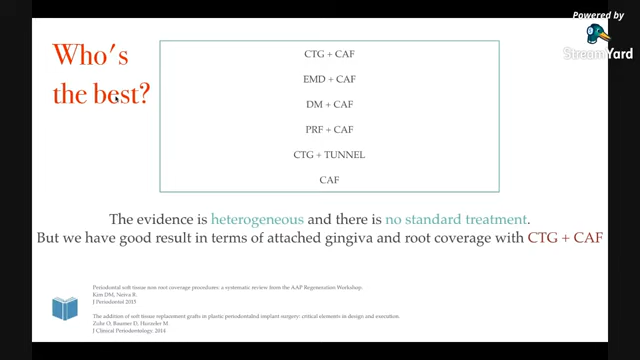 Powered by
StreamYard
Who's
the best?
CTG + CAF
EMD + CAF
DM + CAF
PRF + CAF
CTG + TUNNEL
CAF
The evidence is heterogeneous and there is no standard treatment.
But we have good result in terms of attached gingiva and root coverage with CTG + CAF
Periodontal soft tissue non root coverage procedures: a systematic review from the AAP Regeneration Workshop.
Kim DM, Neiva R.
J Periodontol 2015
The addition of soft tissue replacement grafts in plastic periodontal implant surgery: critical elements in design and execution.
Zuhr O, Baumer D, Hurzeler M.
J Clinical Periodontology. 2014